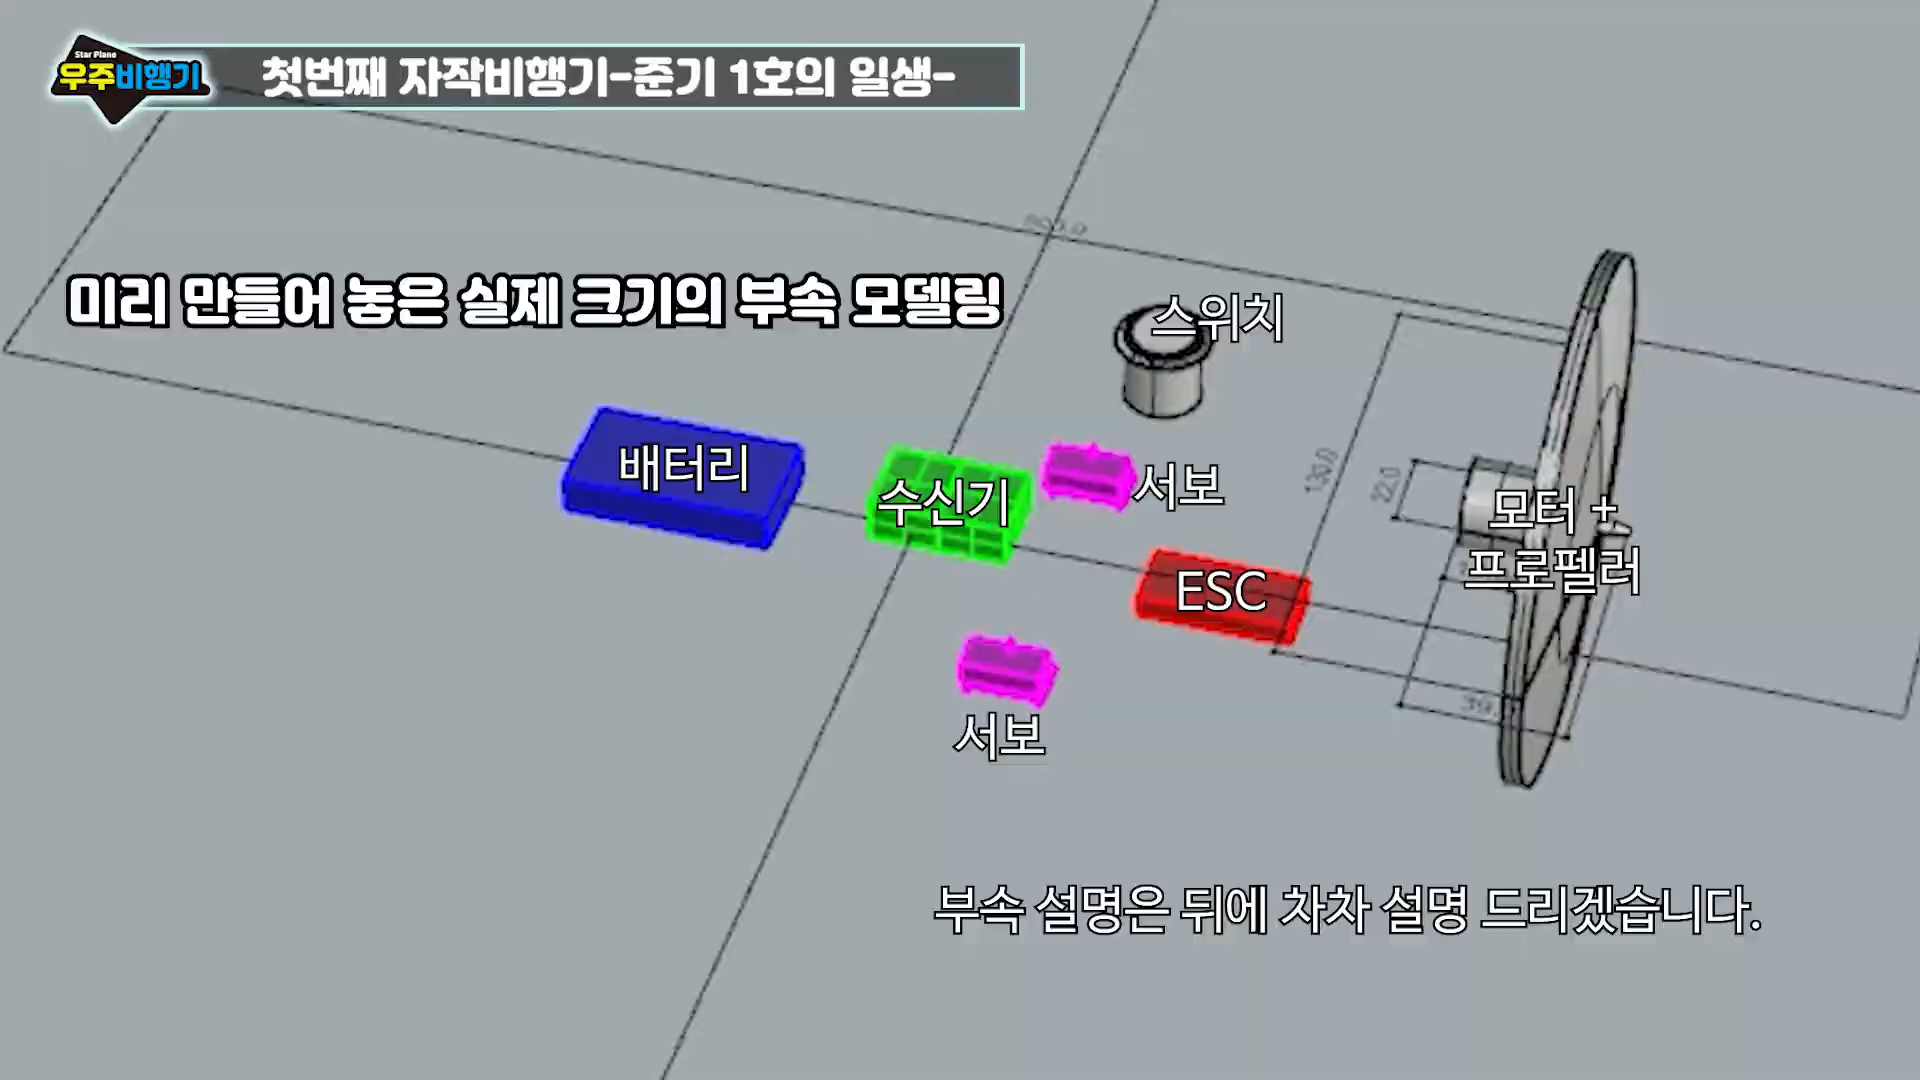 Star Plane
우주비행기
첫번째 자작비행기-준기 1호의 일생-
미리 만들어 놓은 실제 크기의 부속 모델링
스위치
배터리
수신기
서보
130.0
22.0
모터 +
프로펠러
ESC
서보
부속 설명은 뒤에 차차 설명 드리겠습니다.